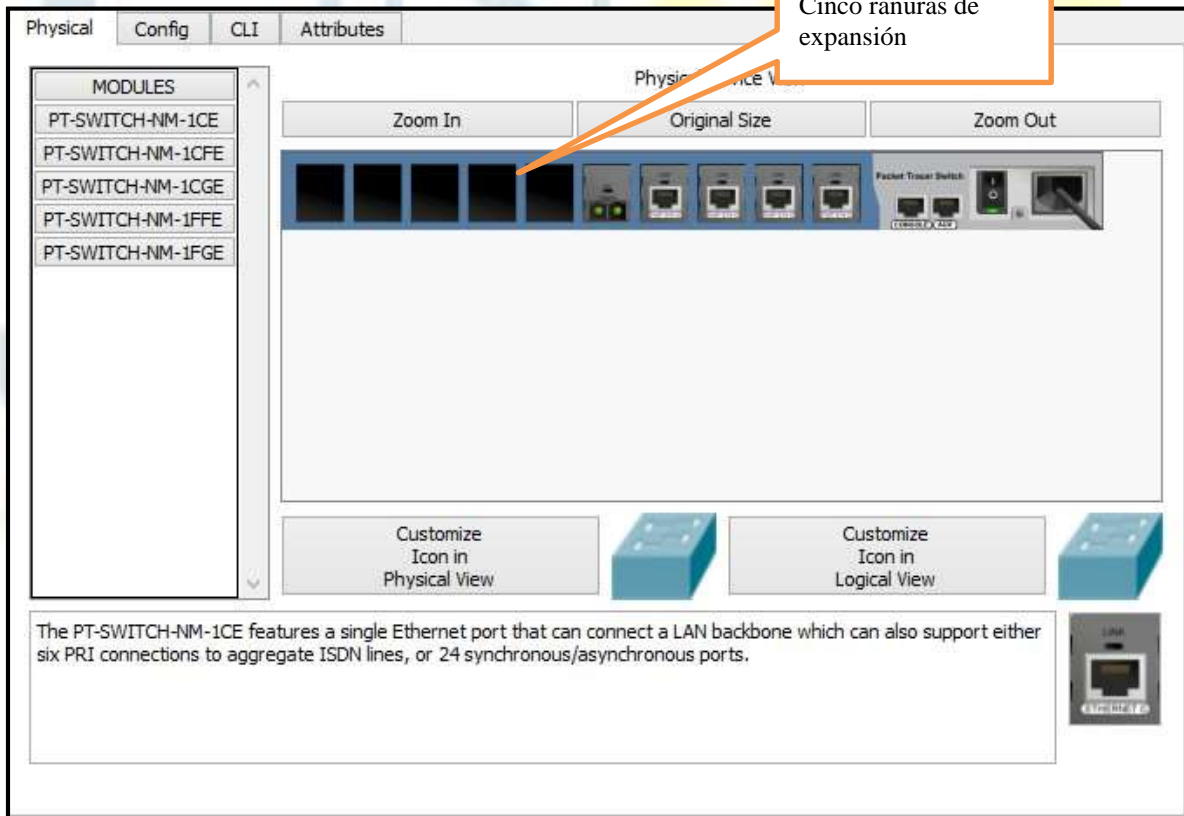 Cinco ranuras de
expansión
Physical Config CLI Attributes
MODULES
PT-SWITCH-NM-1CE
PT-SWITCH-NM-1CFE
PT-SWITCH-NM-1CGE
PT-SWITCH-NM-1FFE
PT-SWITCH-NM-1FGE
Zoom In Original Size Zoom Out
Packet Tracer Switch
CONSOLE AUX
Customize
Icon in
Physical View
Customize
Icon in
Logical View
The PT-SWITCH-NM-1CE features a single Ethernet port that can connect a LAN backbone which can also support either
six PRI connections to aggregate ISDN lines, or 24 synchronous/asynchronous ports.
LINK